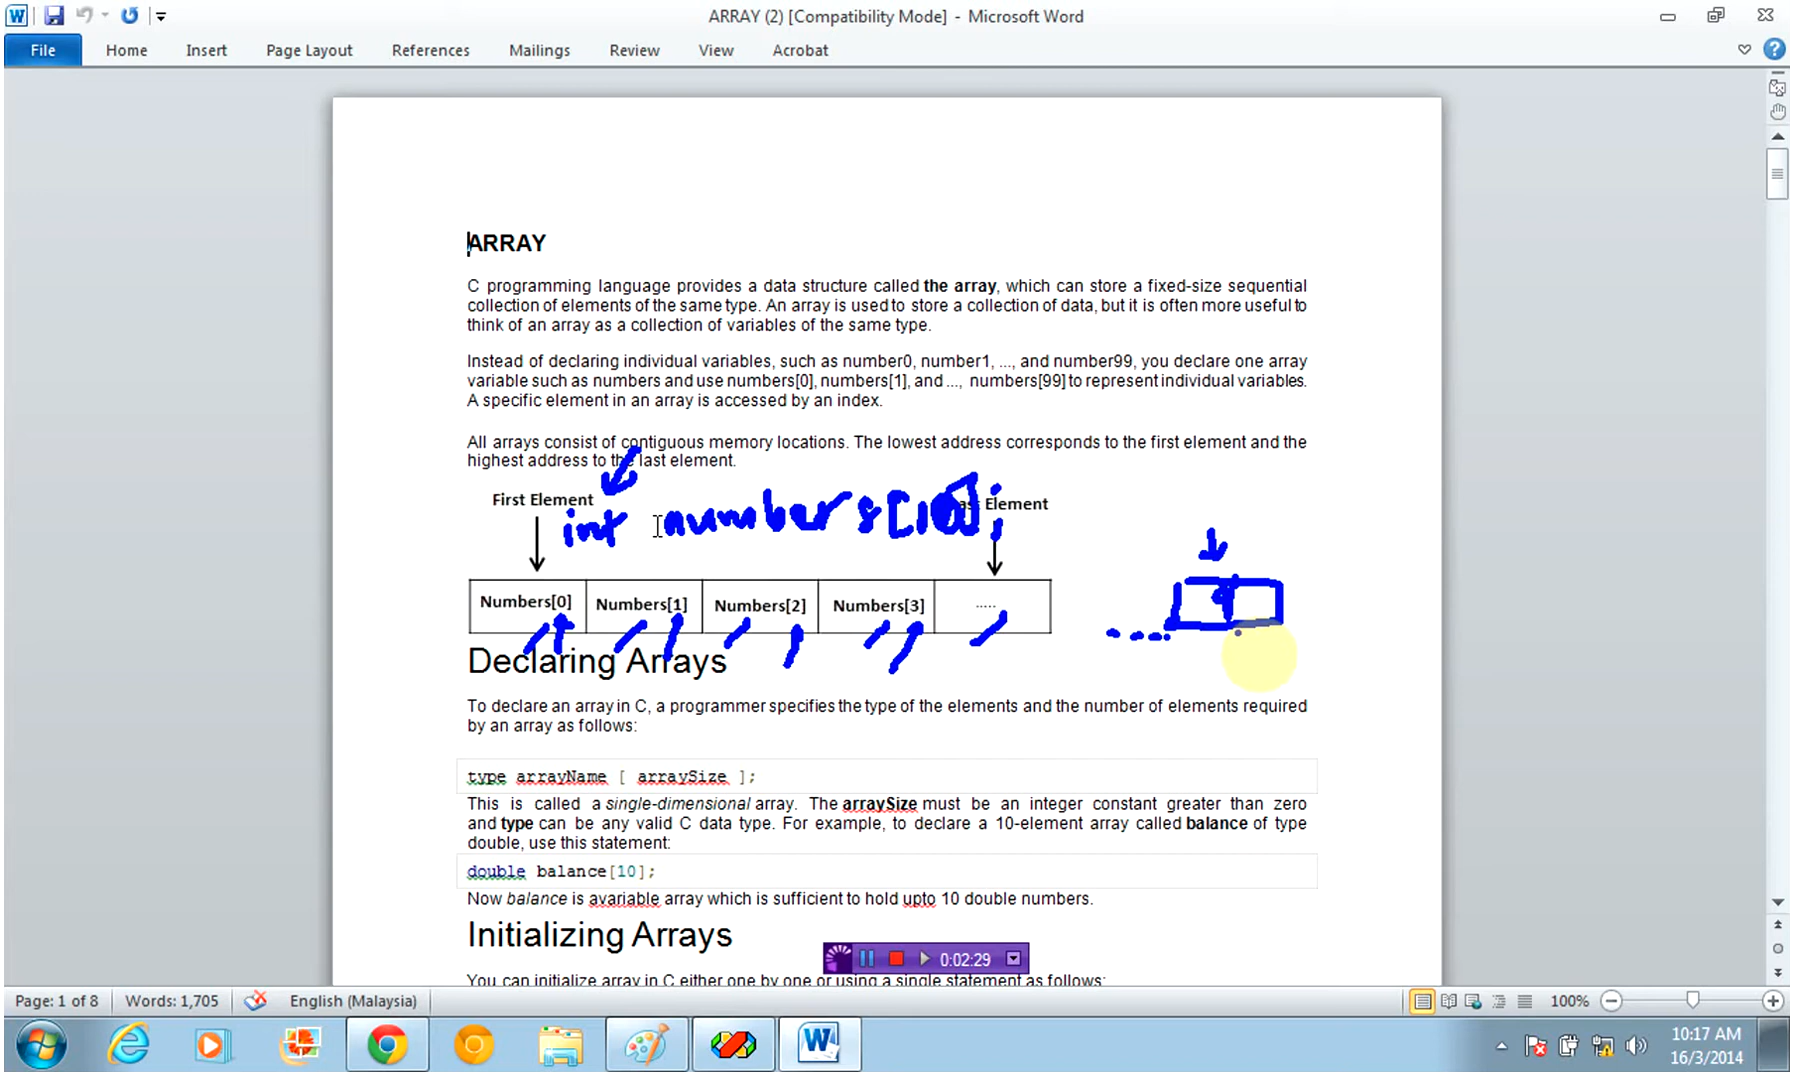 ARRAY (2) [Compatibility Mode] - Microsoft Word
File Home Insert Page Layout References Mailings Review View Acrobat
ARRAY
C programming language provides a data structure called the array, which can store a fixed-size sequential
collection of elements of the same type. An array is used to store a collection of data, but it is often more useful to
think of an array as a collection of variables of the same type.
Instead of declaring individual variables, such as number0, number1, ..., and number99, you declare one array
variable such as numbers and use numbers[0], numbers[1], and ..., numbers[99] to represent individual variables.
A specific element in an array is accessed by an index.
All arrays consist of contiguous memory locations. The lowest address corresponds to the first element and the
highest address to the last element.
First Element Element
int numbers
Numbers[0] Numbers[1] Numbers[2] Numbers[3] .....
Declaring Arrays
To declare an array in C, a programmer specifies the type of the elements and the number of elements required
by an array as follows:
type arrayName [ arraySize ];
This is called a single-dimensional array. The arraySize must be an integer constant greater than zero
and type can be any valid C data type. For example, to declare a 10-element array called balance of type
double, use this statement:
double balance[10];
Now balance is avariable array which is sufficient to hold upto 10 double numbers.
Initializing Arrays
0:02:29
You can initialize array in C either one by one or using a single statement as follows:
Page: 1 of 8 Words: 1,705 English (Malaysia) 100%
10:17 AM
16/3/2014